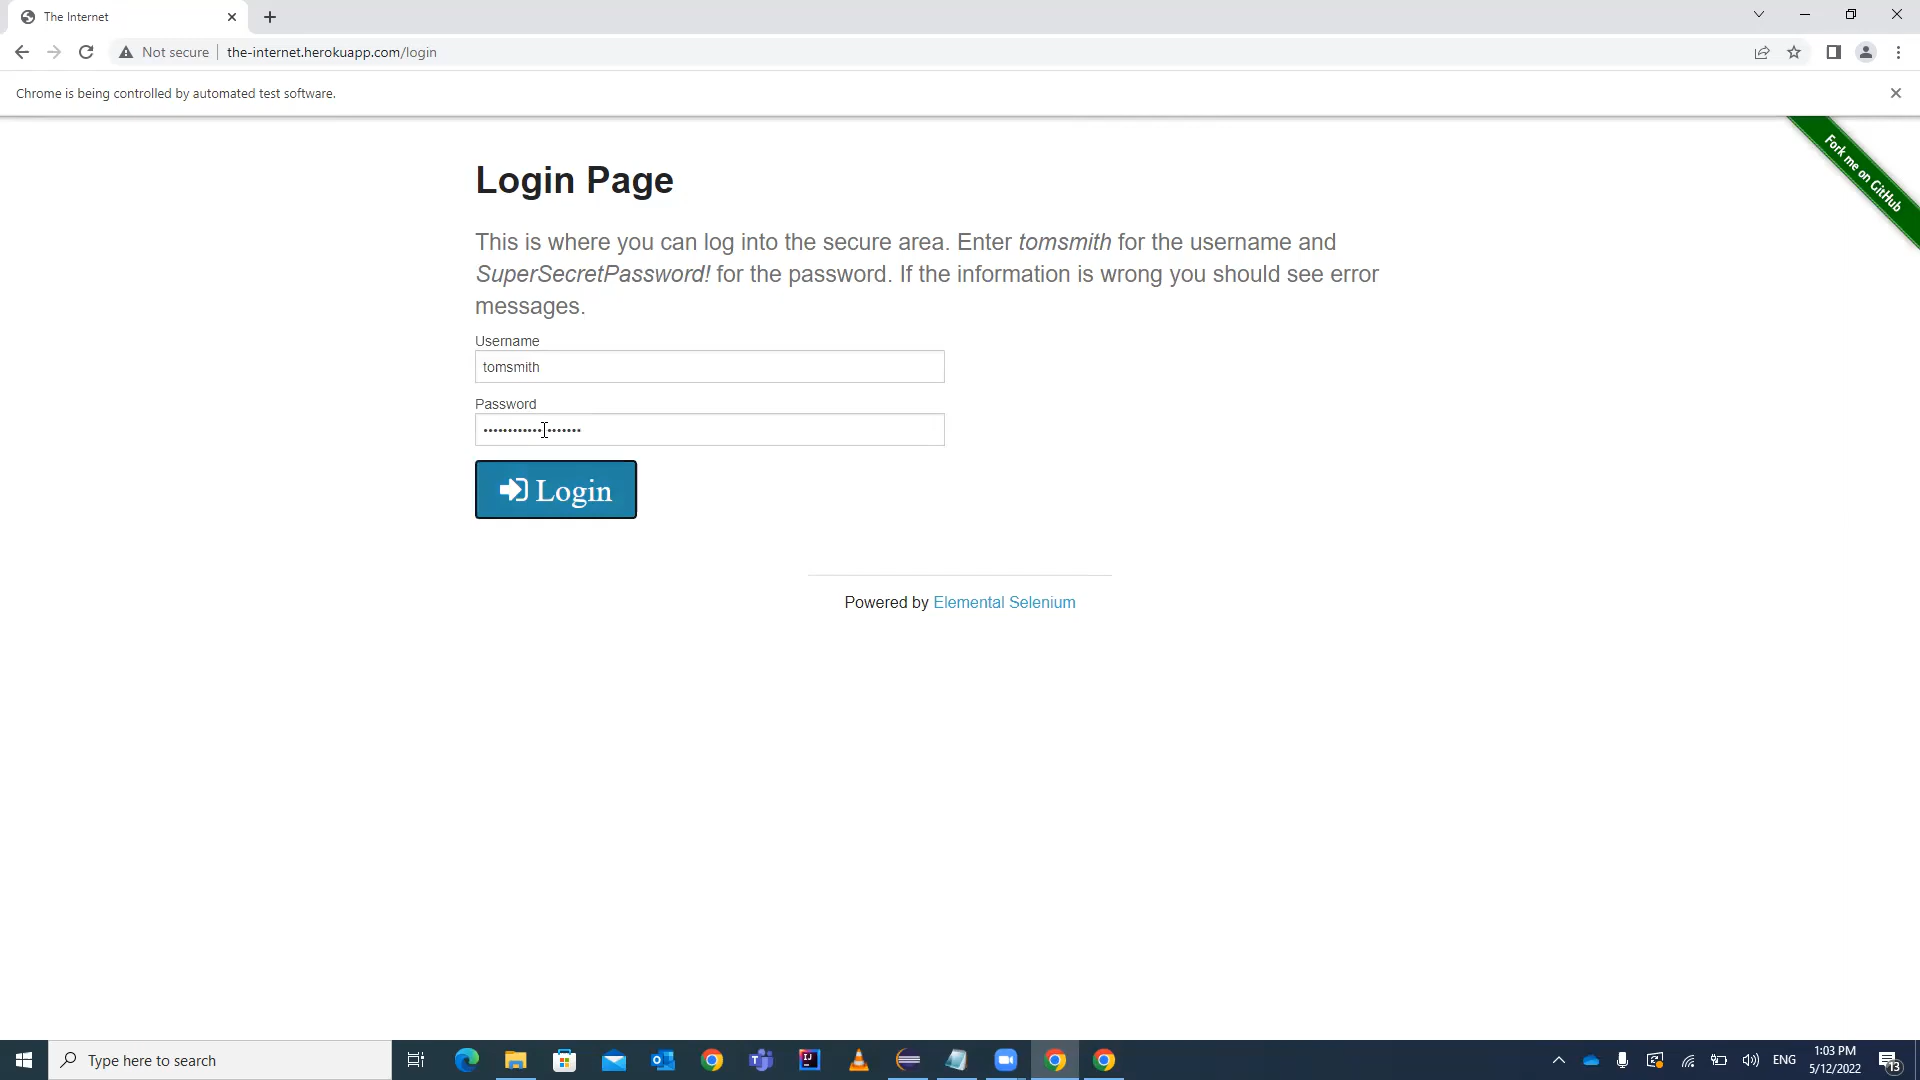 The Internet
Not secure the-internet.herokuapp.com/login
Chrome is being controlled by automated test software.
Fork me on GitHub
Login Page
This is where you can log into the secure area. Enter tomsmith for the username and
SuperSecretPassword! for the password. If the information is wrong you should see error
messages.
Username
tomsmith
Password
••••••••••••••••••••
Login
Powered by Elemental Selenium
Type here to search
ENG
1:03 PM
5/12/2022
13